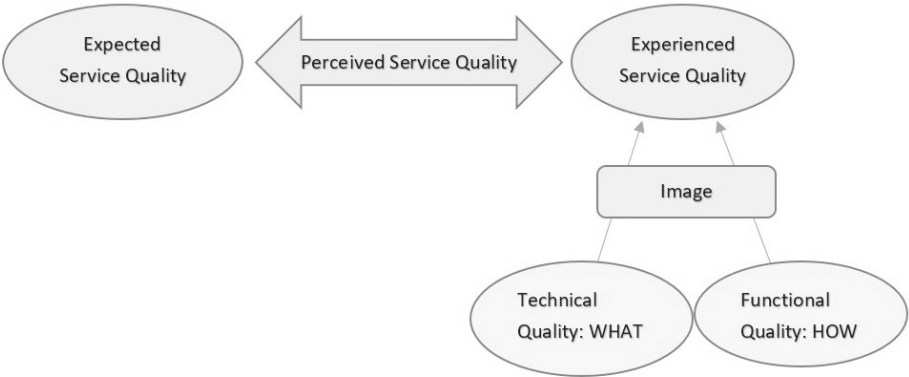 Expected
Service Quality
Perceived Service Quality
Experienced
Service Quality
Image
Technical
Quality: WHAT
Functional
Quality: HOW